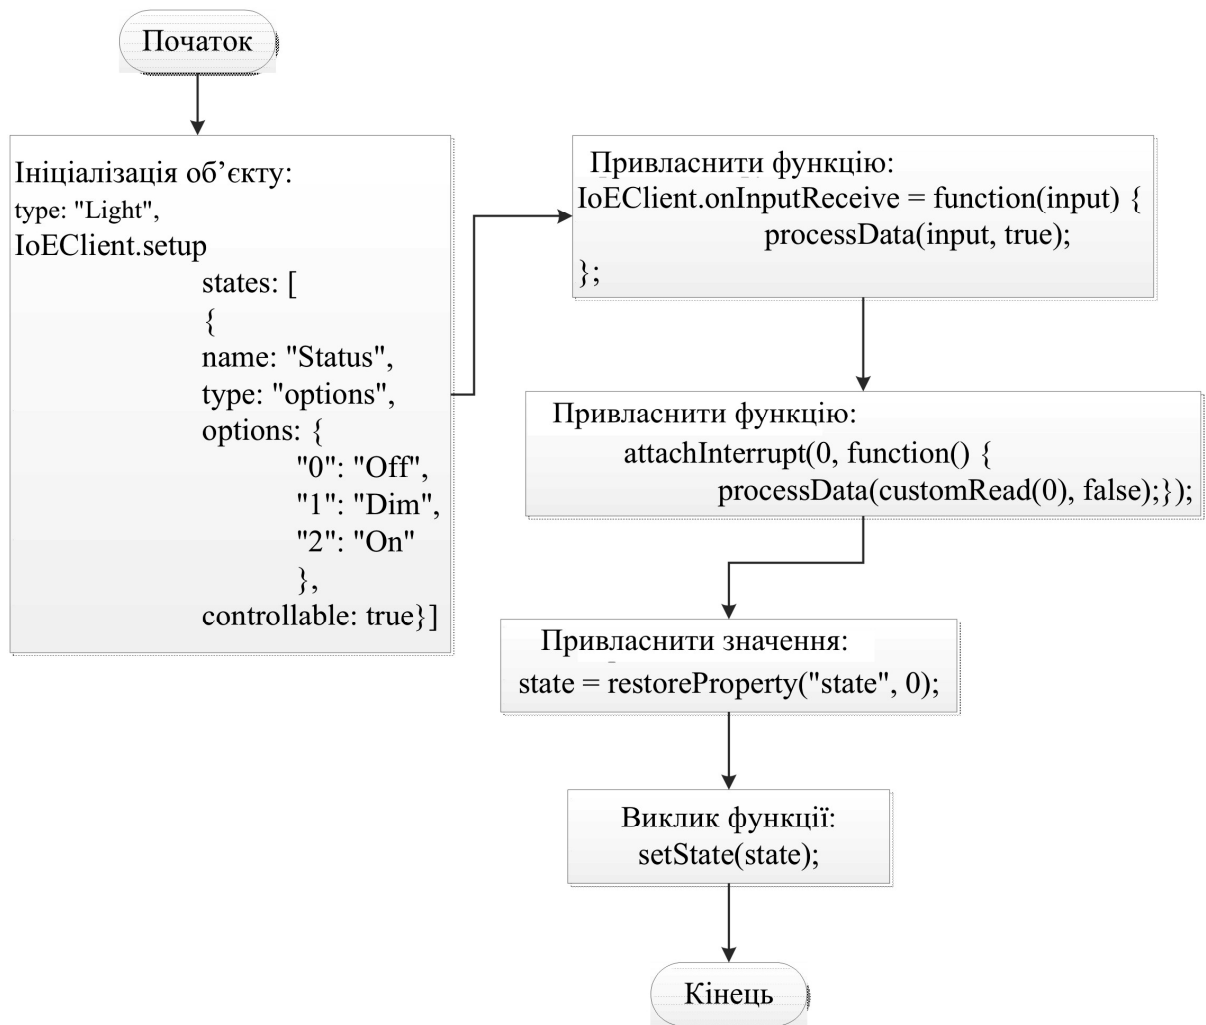 Початок
Ініціалізація об’єкту:
type: "Light",
IoEClient.setup
states: [
{
name: "Status",
type: "options",
options: {
"0": "Off",
"1": "Dim",
"2": "On"
},
controllable: true}]
Привласнити функцію:
IoEClient.onInputReceive = function(input) {
processData(input, true);
};
Привласнити функцію:
attachInterrupt(0, function() {
processData(customRead(0), false);});
Привласнити значення:
state = restoreProperty("state", 0);
Виклик функції:
setState(state);
Кінець